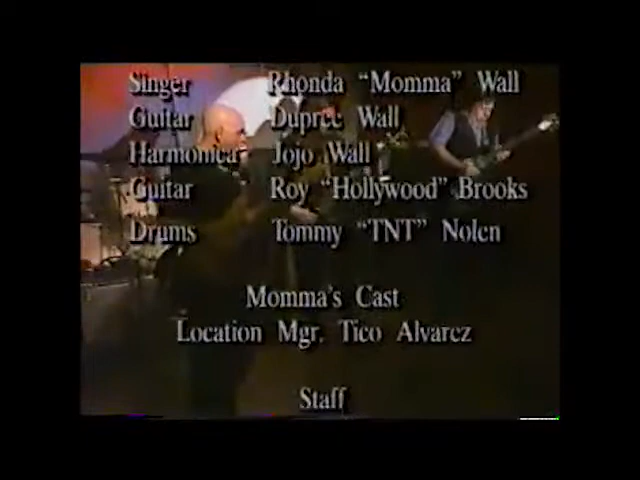 Singer Rhonda "Momma" Wall
Guitar Dupree Wall
Harmonica Jojo Wall
Guitar Roy "Hollywood" Brooks
Drums Tommy "TNT" Nolen
Momma's Cast
Location Mgr. Tico Alvarez
Staff